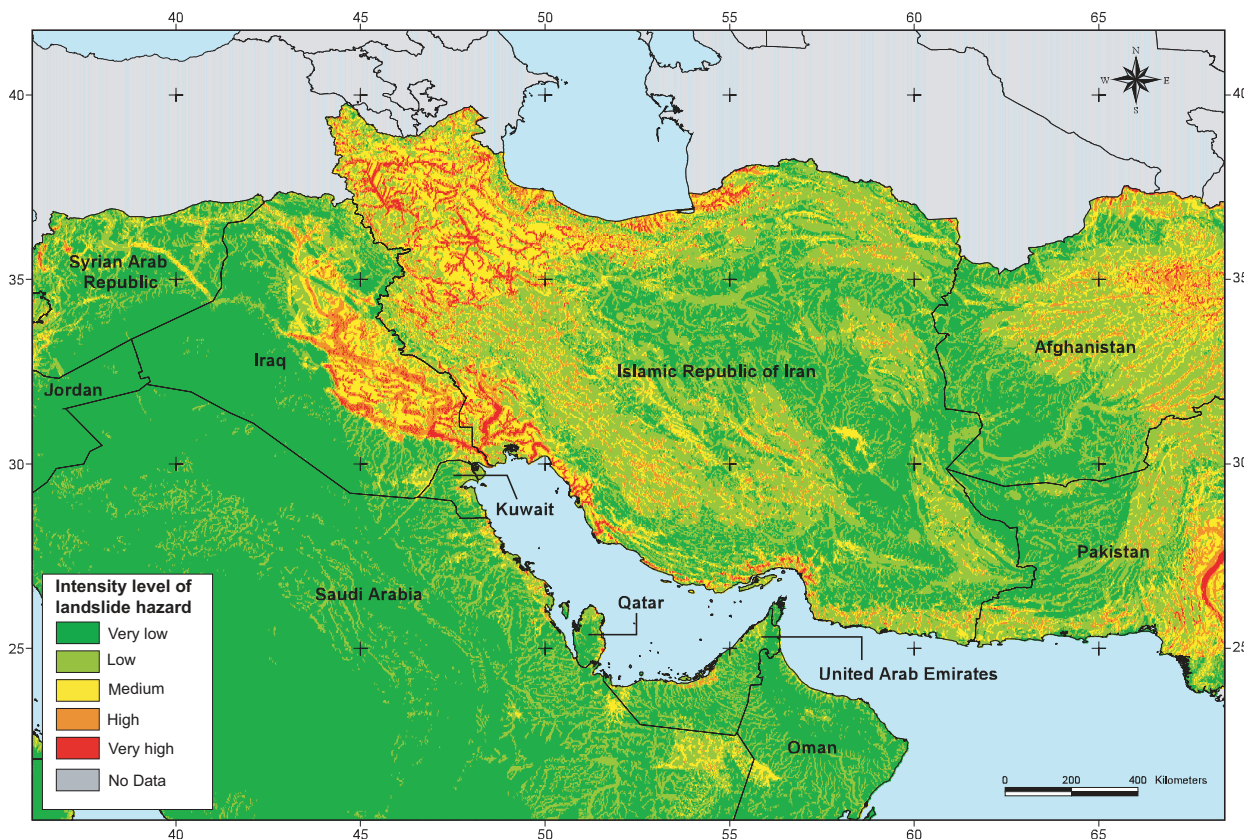 40 45 50 55 60 65
N
W E
S
40 40
35 35
30 30
25 25
Syrian Arab
Republic
Iraq
Jordan
Islamic Republic of Iran
Afghanistan
Kuwait
Pakistan
Saudi Arabia
Qatar
United Arab Emirates
Oman
Intensity level of
landslide hazard
Very low
Low
Medium
High
Very high
No Data
0 200 400 Kilometers
40 45 50 55 60 65